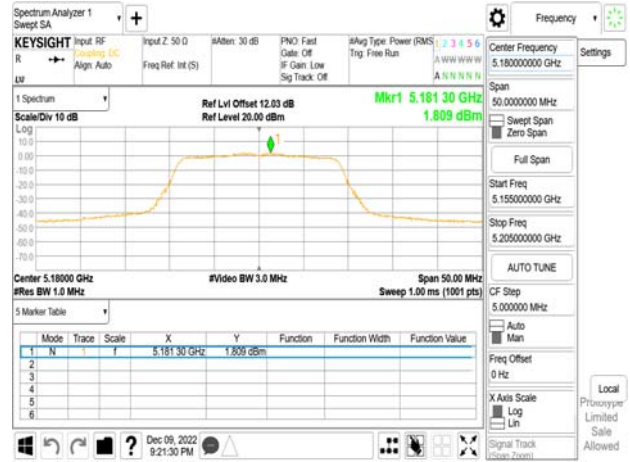 Spectrum Analyzer 1
Swept SA
+
Frequency
KEYSIGHT
R
LU
Input: RF
Coupling: DC
Align: Auto
Input Z: 50 Ω
Freq Ref: Int (S)
#Atten: 30 dB
PNO: Fast
Gate: Off
IF Gain: Low
Sig Track: Off
#Avg Type: Power (RMS
Trig: Free Run
1 2 3 4 5 6
A W W W W W
A N N N N N
1 Spectrum
Scale/Div 10 dB
Ref Lvl Offset 12.03 dB
Ref Level 20.00 dBm
Mkr1 5.181 30 GHz
1.809 dBm
Log
1
10.0
0.00
-10.0
-20.0
-30.0
-40.0
-50.0
-60.0
-70.0
Center 5.18000 GHz
#Video BW 3.0 MHz
Span 50.00 MHz
#Res BW 1.0 MHz
Sweep 1.00 ms (1001 pts)
5 Marker Table
Mode Trace Scale X Y Function Function Width Function Value
1 N 1 f 5.181 30 GHz 1.809 dBm
2
3
4
5
6
?
Dec 09, 2022
9:21:30 PM
Center Frequency
5.180000000 GHz
Settings
Span
50.0000000 MHz
Swept Span
Zero Span
Full Span
Start Freq
5.155000000 GHz
Stop Freq
5.205000000 GHz
AUTO TUNE
CF Step
5.000000 MHz
Auto
Man
Freq Offset
0 Hz
X Axis Scale
Log
Lin
Signal Track
(Span Zoom)
Local
Prototype
Limited
Sale
Allowed